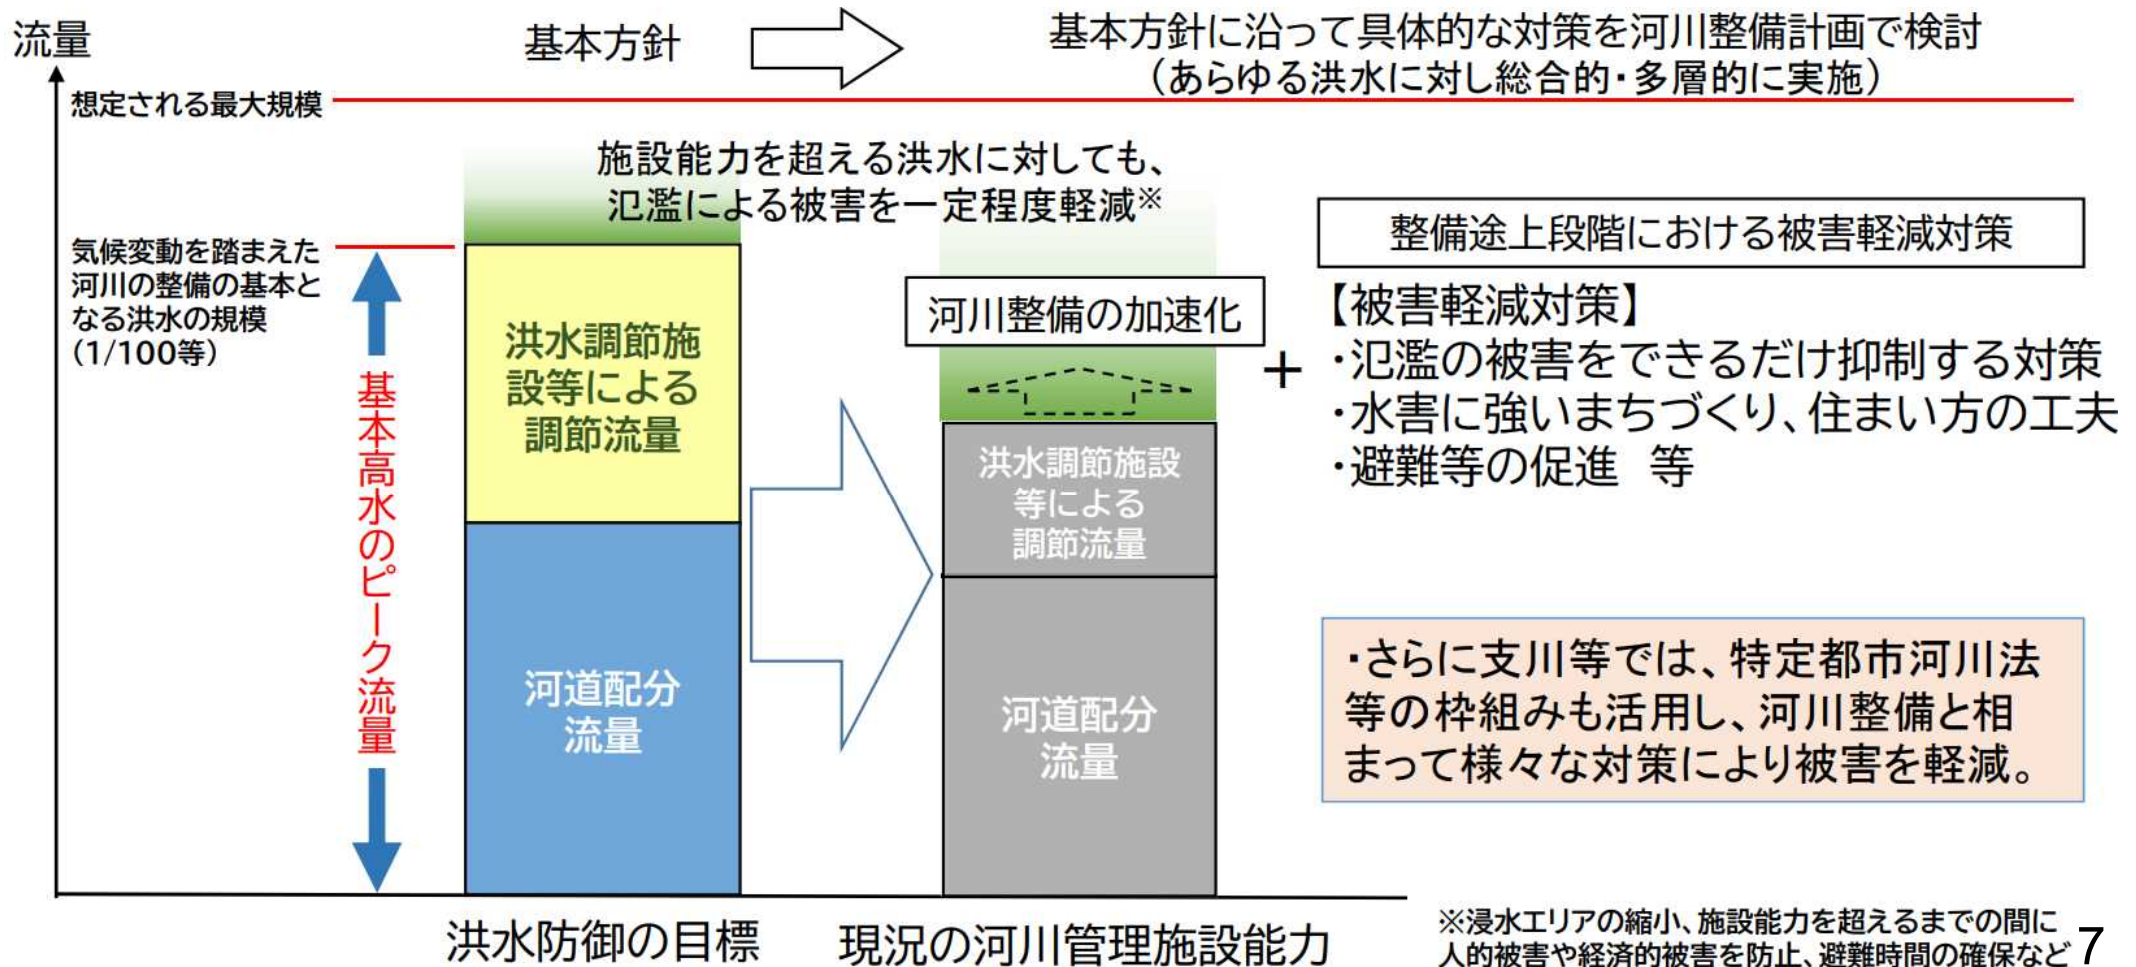 流量
基本方針
基本方針に沿って具体的な対策を河川整備計画で検討
（あらゆる洪水に対し総合的・多層的に実施）
想定される最大規模
施設能力を超える洪水に対しても、
氾濫による被害を一定程度軽減※
気候変動を踏まえた
河川の整備の基本と
なる洪水の規模
（1/100等）
基本高水のピーク流量
洪水調節施
設等による
調節流量
河道配分
流量
河川整備の加速化
洪水調節施設
等による
調節流量
河道配分
流量
＋
整備途上段階における被害軽減対策
【被害軽減対策】
・氾濫の被害をできるだけ抑制する対策
・水害に強いまちづくり、住まい方の工夫
・避難等の促進　等
・さらに支川等では、特定都市河川法
等の枠組みも活用し、河川整備と相
まって様々な対策により被害を軽減。
洪水防御の目標
現況の河川管理施設能力
※浸水エリアの縮小、施設能力を超えるまでの間に
人的被害や経済的被害を防止、避難時間の確保など
7